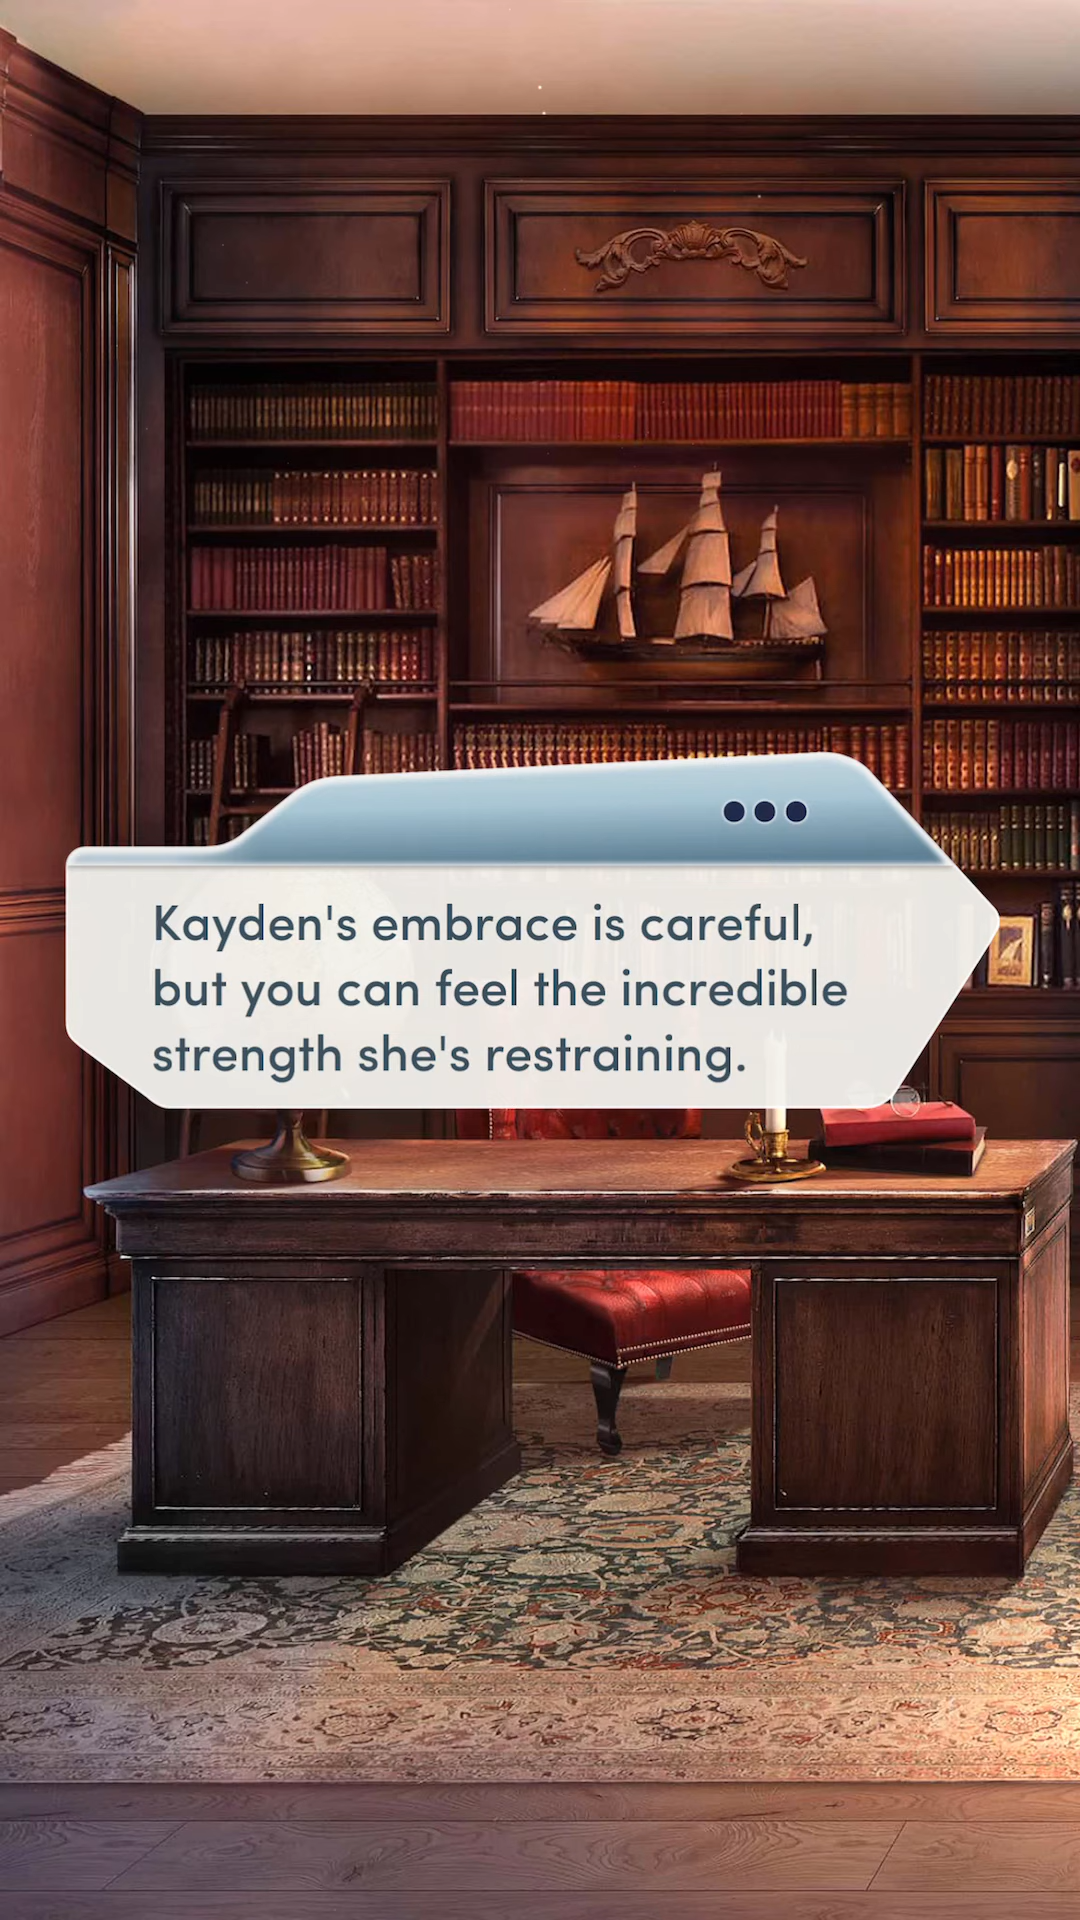 Kayden's embrace is careful,
but you can feel the incredible
strength she's restraining.